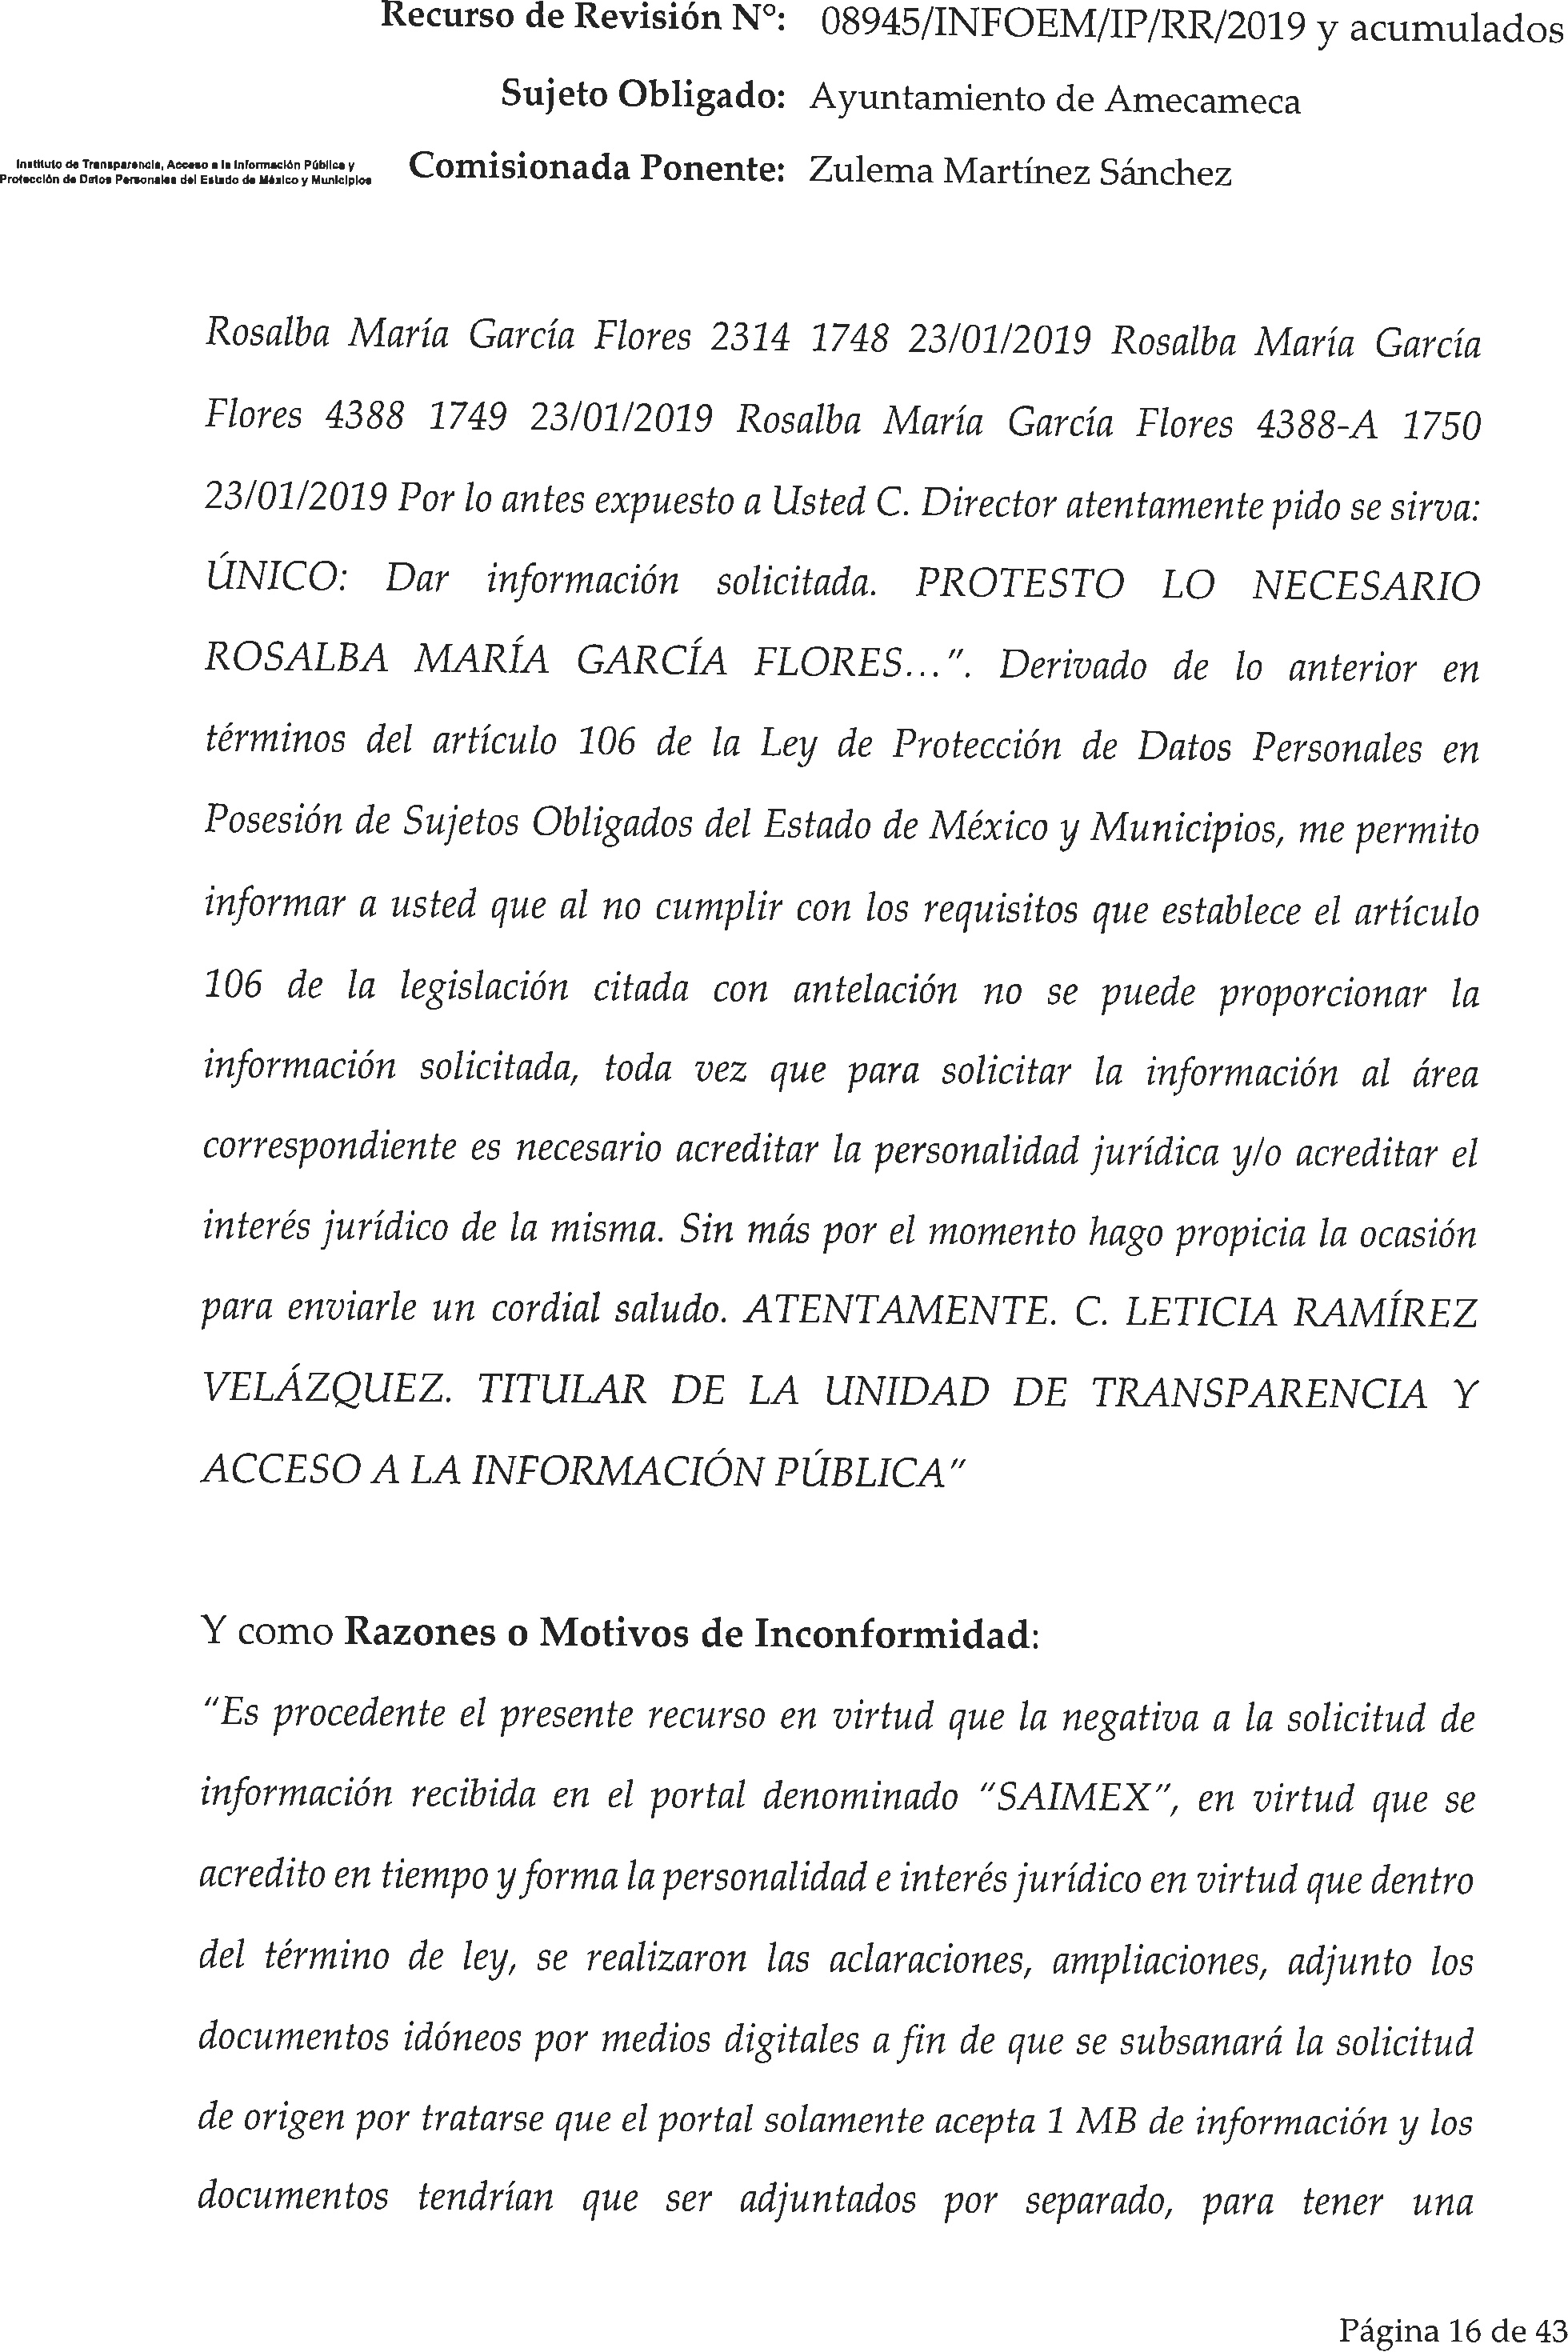 Recurso de Revisión Nº: 08945/INFOEM/IP/RR/2019 y acumulados
Sujeto Obligado: Ayuntamiento de Amecameca
Instituto de Transparencia, Acceso a la Información Pública y
Protección de Datos Personales del Estado de México y Municipios
Comisionada Ponente: Zulema Martínez Sánchez
Rosalba María García Flores 2314 1748 23/01/2019 Rosalba María García
Flores 4388 1749 23/01/2019 Rosalba María García Flores 4388-A 1750
23/01/2019 Por lo antes expuesto a Usted C. Director atentamente pido se sirva:
ÚNICO: Dar información solicitada. PROTESTO LO NECESARIO
ROSALBA MARÍA GARCÍA FLORES...". Derivado de lo anterior en
términos del artículo 106 de la Ley de Protección de Datos Personales en
Posesión de Sujetos Obligados del Estado de México y Municipios, me permito
informar a usted que al no cumplir con los requisitos que establece el artículo
106 de la legislación citada con antelación no se puede proporcionar la
información solicitada, toda vez que para solicitar la información al área
correspondiente es necesario acreditar la personalidad jurídica y/o acreditar el
interés jurídico de la misma. Sin más por el momento hago propicia la ocasión
para enviarle un cordial saludo. ATENTAMENTE. C. LETICIA RAMÍREZ
VELÁZQUEZ. TITULAR DE LA UNIDAD DE TRANSPARENCIA Y
ACCESO A LA INFORMACIÓN PÚBLICA"
Y como Razones o Motivos de Inconformidad:
"Es procedente el presente recurso en virtud que la negativa a la solicitud de
información recibida en el portal denominado "SAIMEX", en virtud que se
acredito en tiempo y forma la personalidad e interés jurídico en virtud que dentro
del término de ley, se realizaron las aclaraciones, ampliaciones, adjunto los
documentos idóneos por medios digitales a fin de que se subsanará la solicitud
de origen por tratarse que el portal solamente acepta 1 MB de información y los
documentos tendrían que ser adjuntados por separado, para tener una
Página 16 de 43